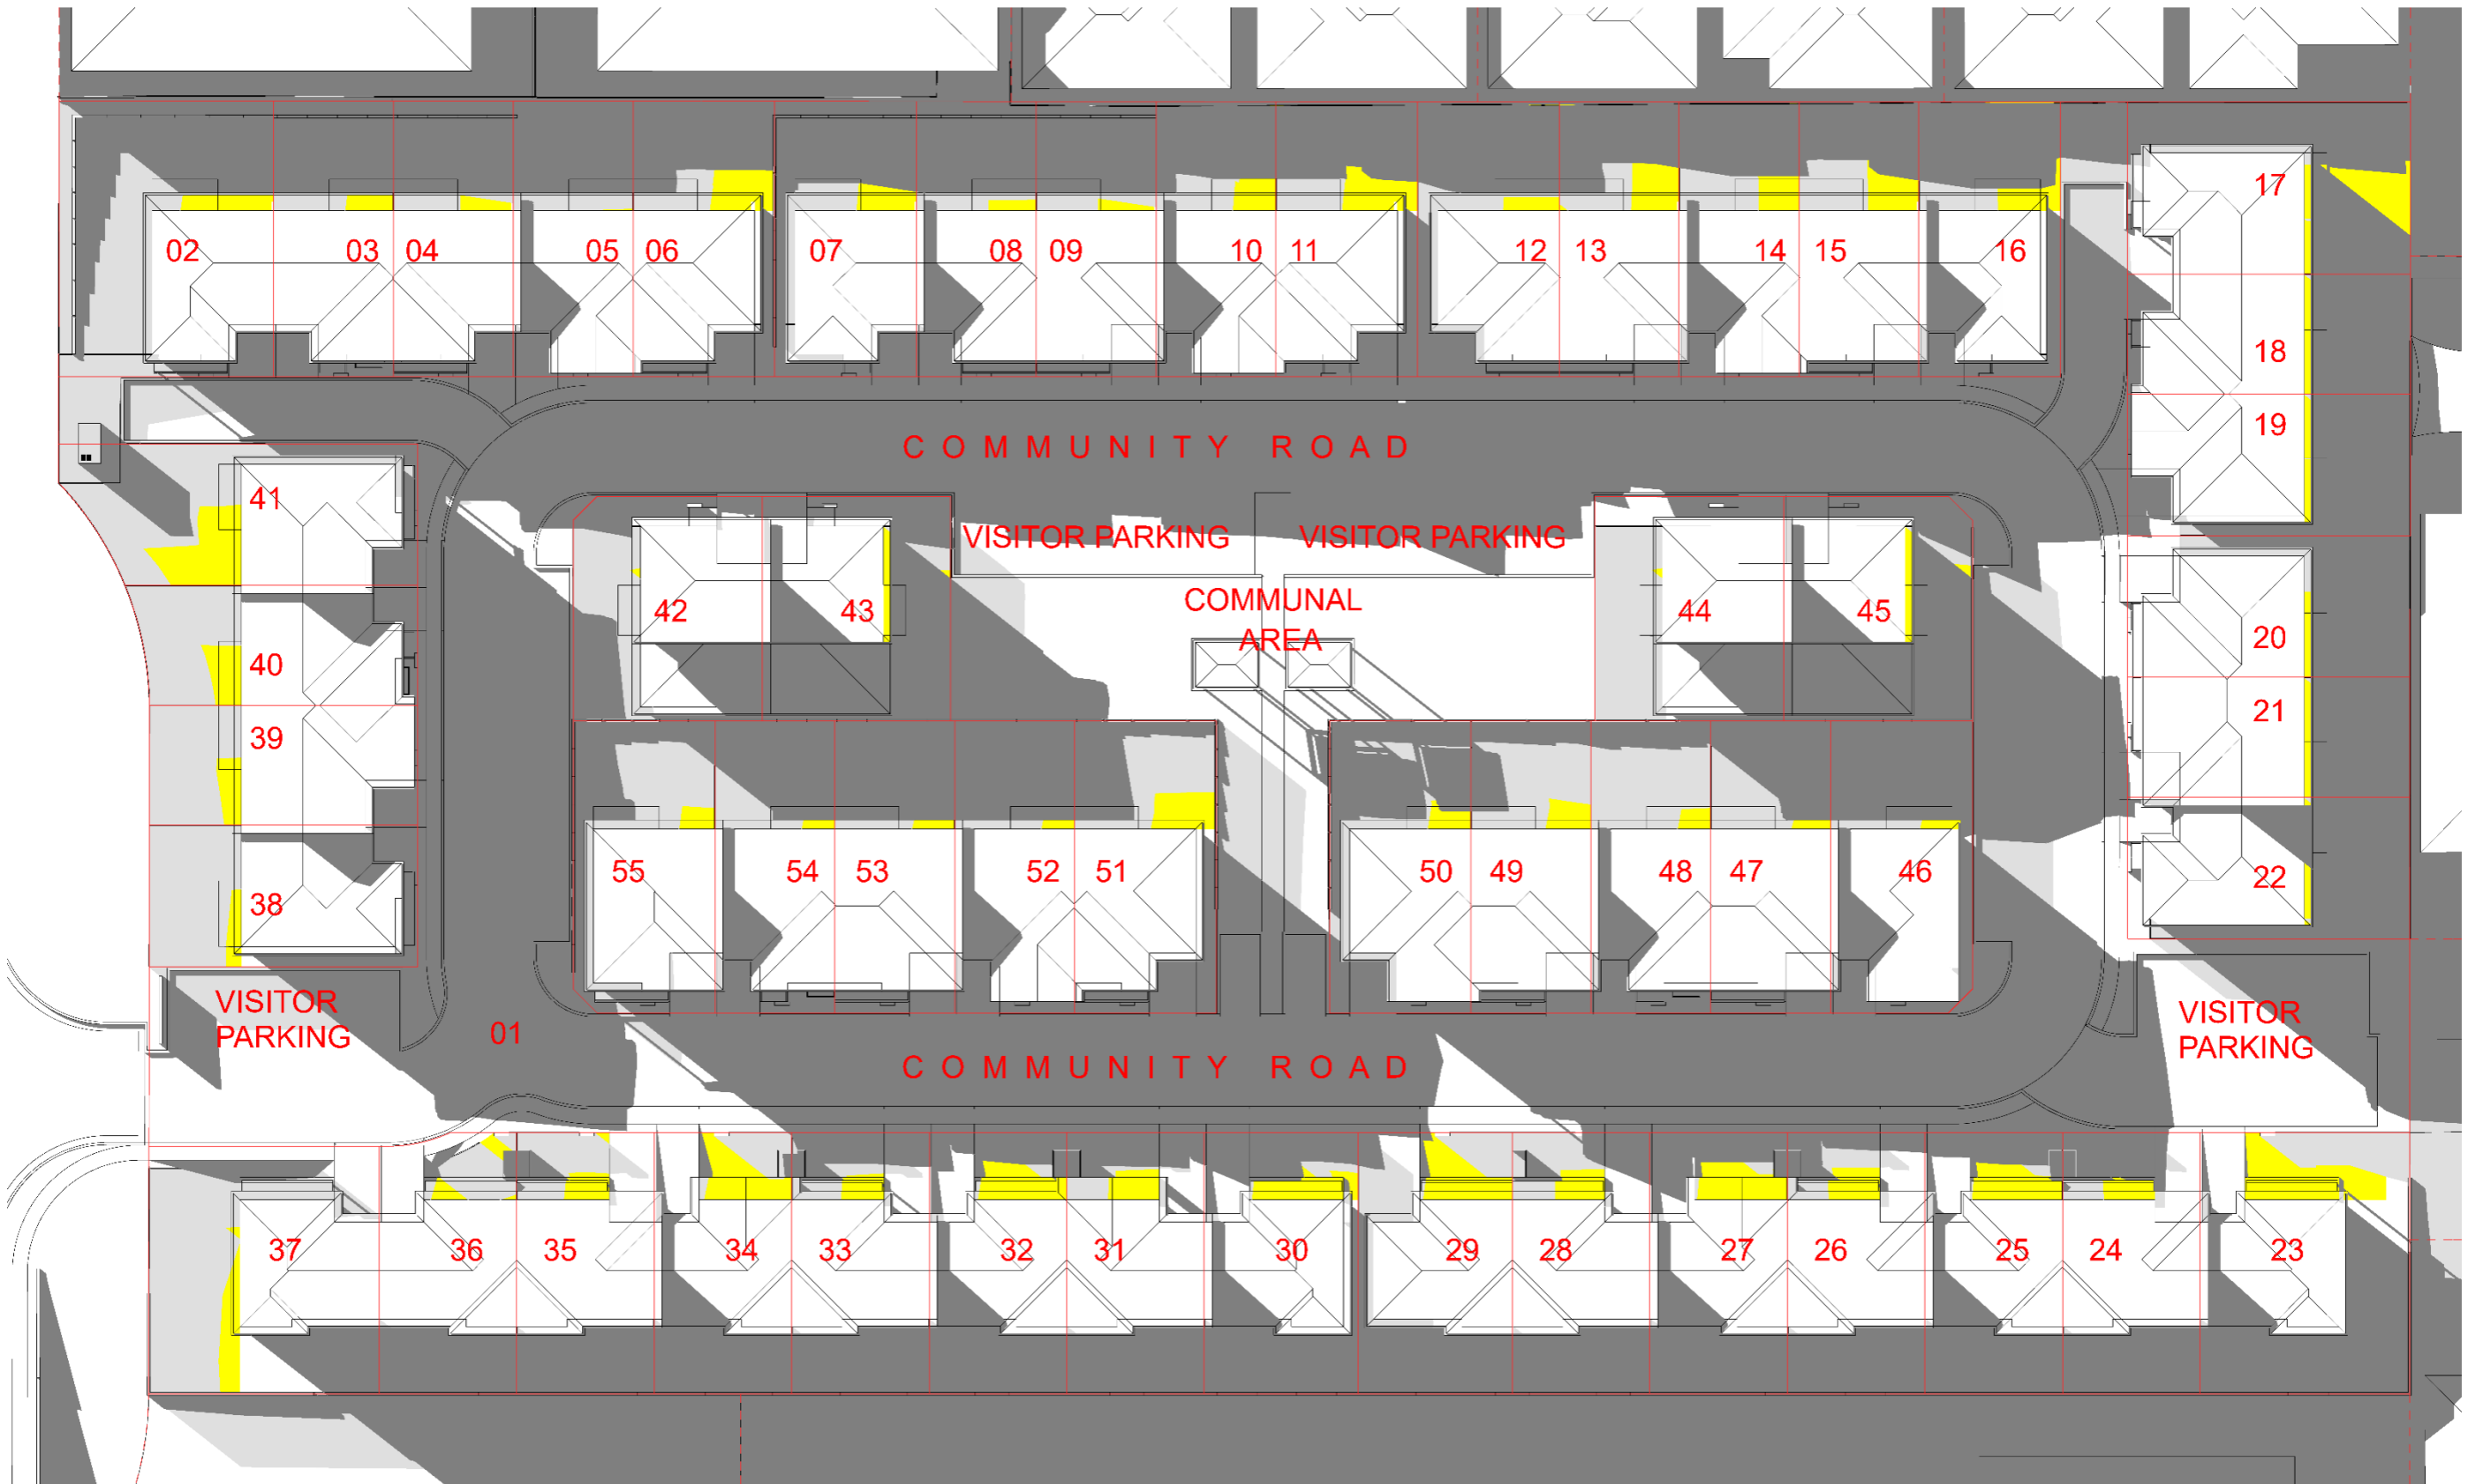 02 03 04 05 06 07 08 09 10 11 12 13 14 15 16
17
18
19
COMMUNITY ROAD
41
VISITOR PARKING VISITOR PARKING
42 43 COMMUNAL 44 45
AREA
40 20
39 21
55 54 53 52 51 50 49 48 47 46 22
38
VISITOR
PARKING
01
VISITOR
PARKING
COMMUNITY ROAD
37 36 35 34 33 32 31 30 29 28 27 26 25 24 23